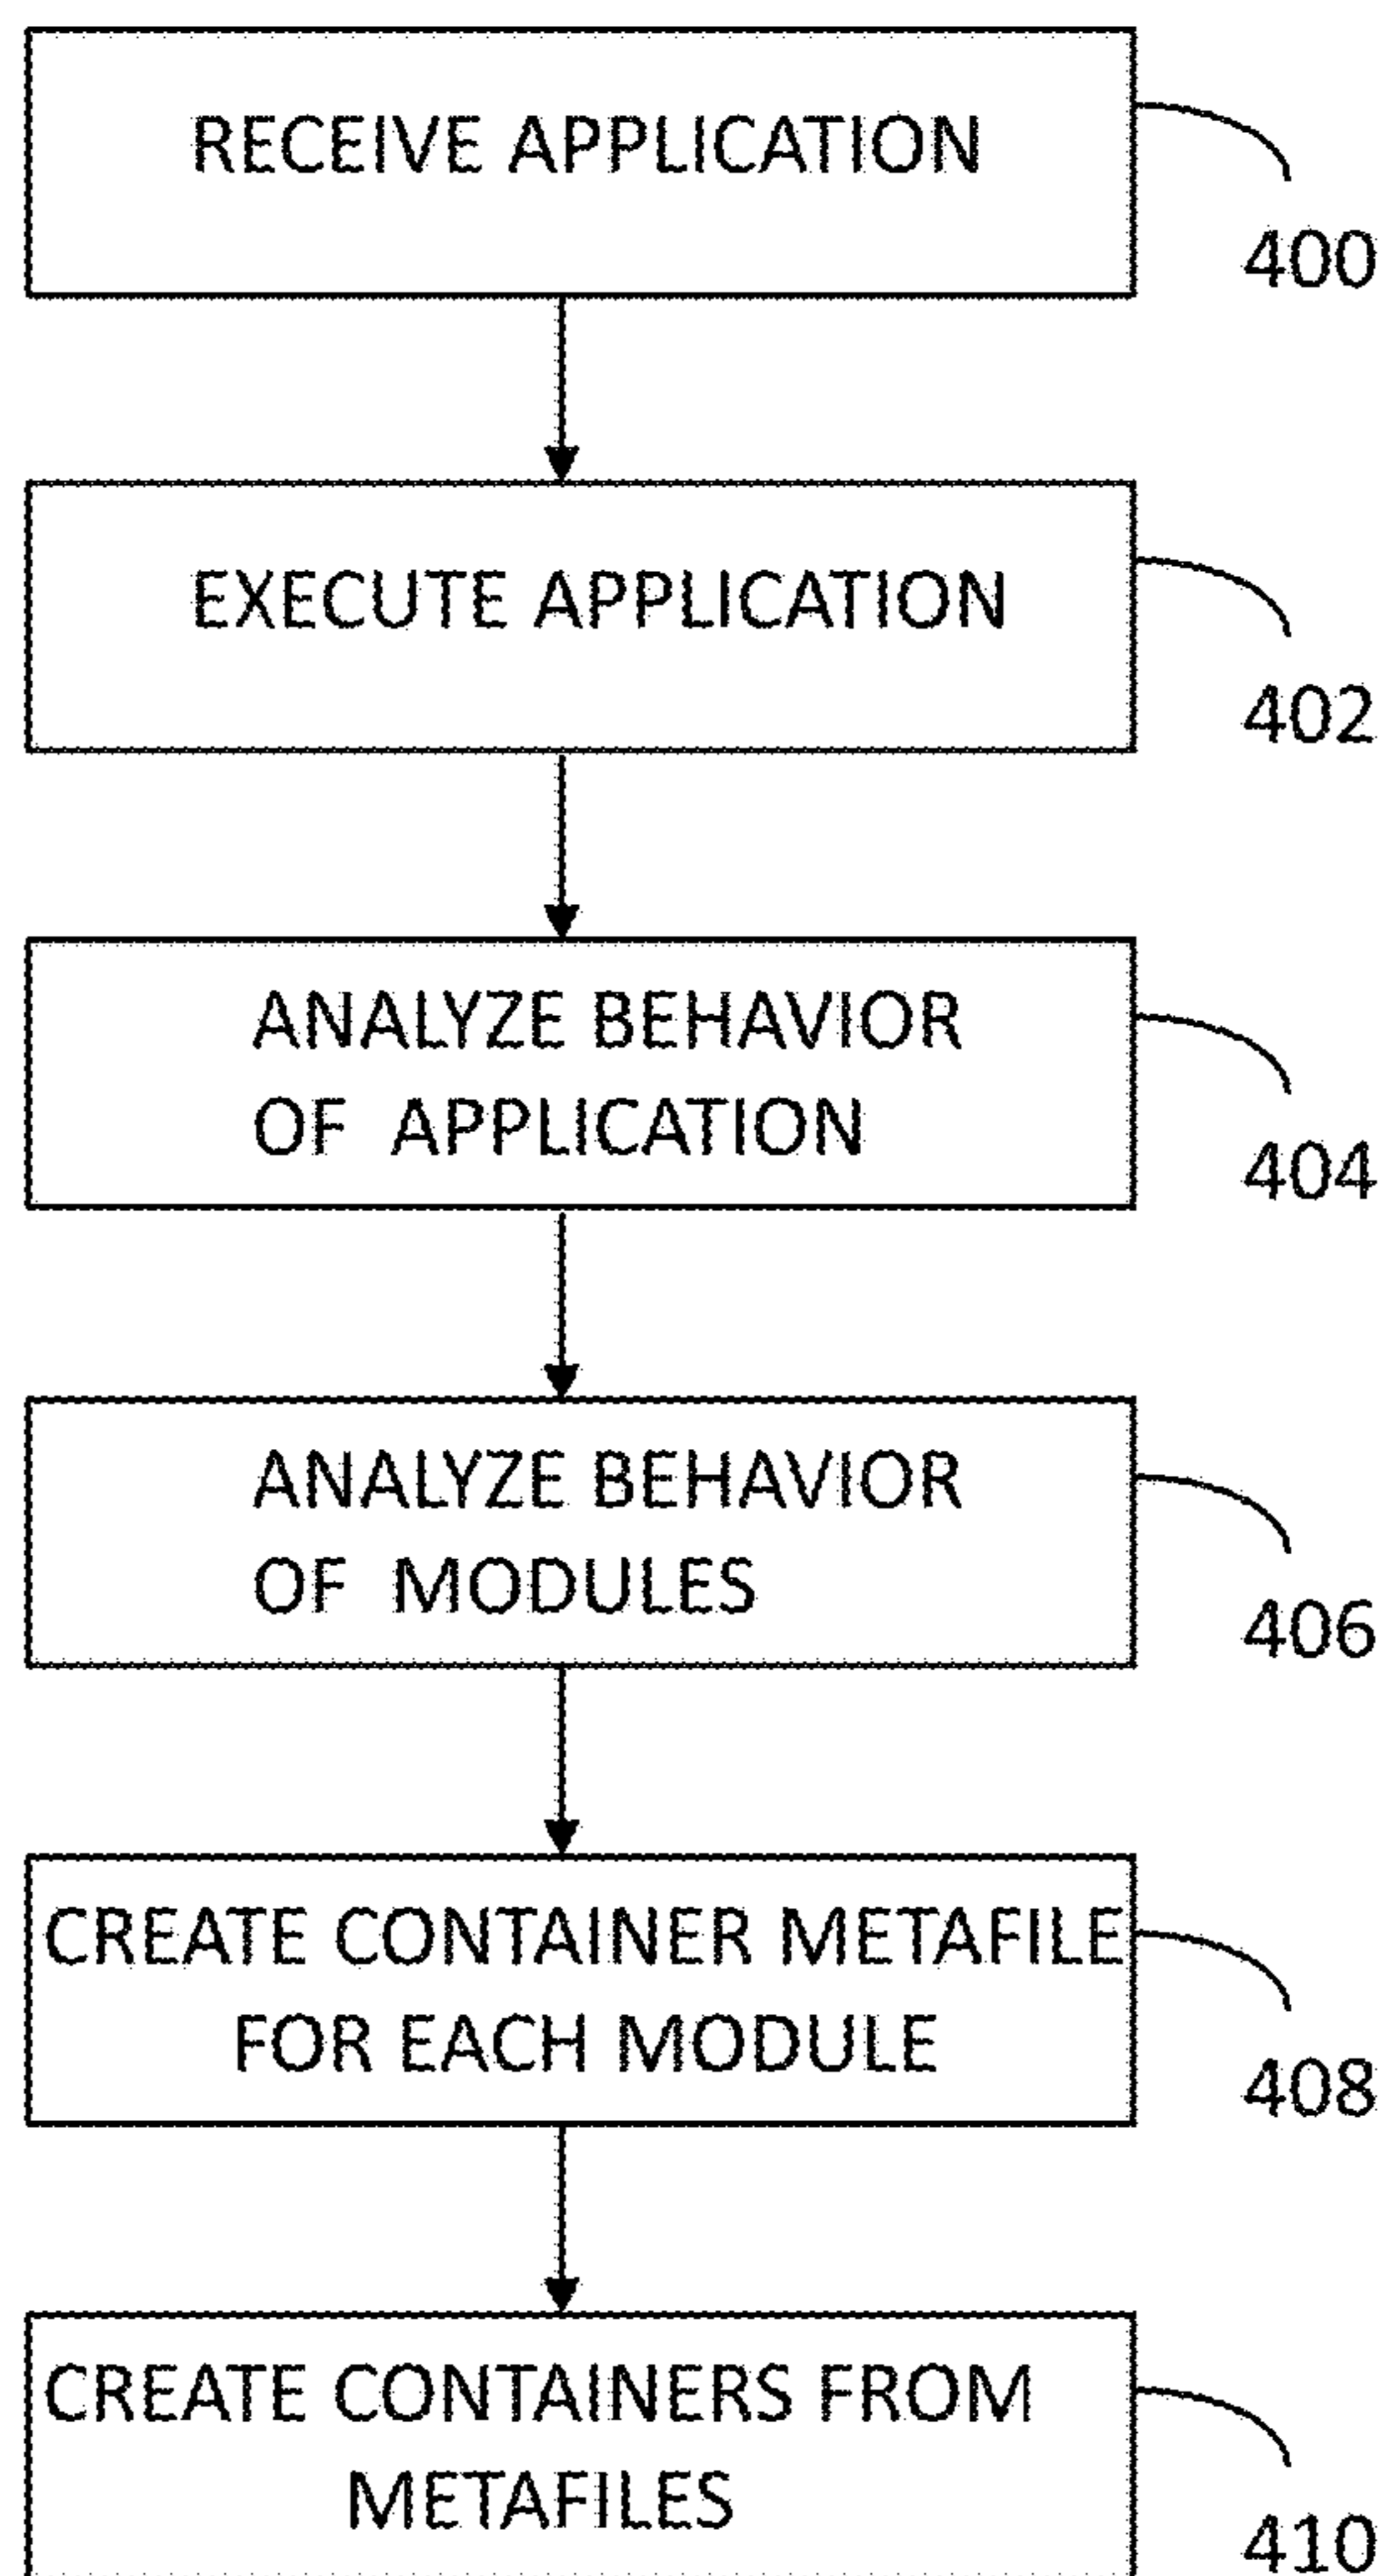 RECEIVE APPLICATION
400
EXECUTE APPLICATION
402
ANALYZE BEHAVIOR
OF APPLICATION
404
ANALYZE BEHAVIOR
OF MODULES
406
CREATE CONTAINER METAFILE
FOR EACH MODULE
408
CREATE CONTAINERS FROM
METAFILES
410